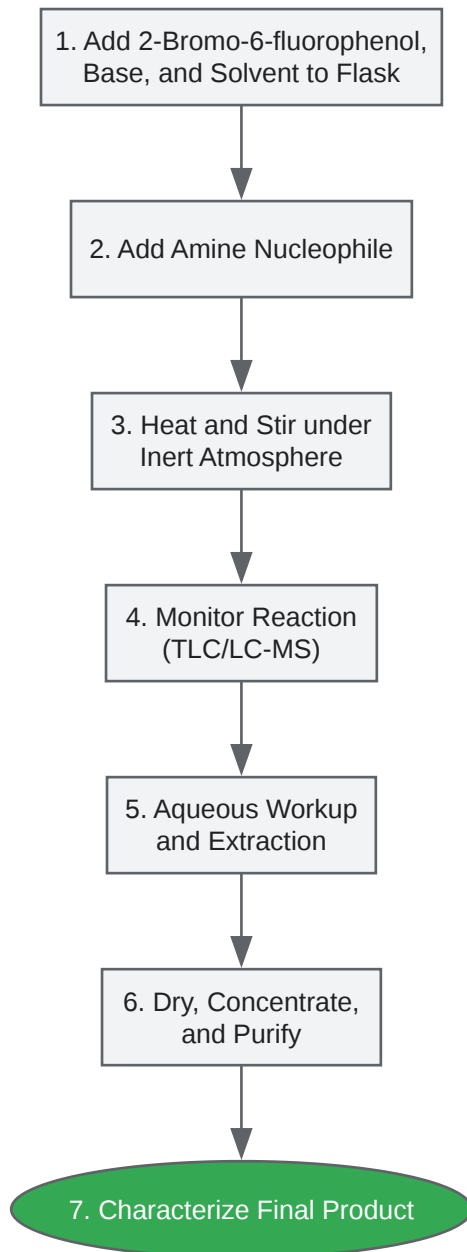 1. Add 2-Bromo-6-fluorophenol,
Base, and Solvent to Flask
2. Add Amine Nucleophile
3. Heat and Stir under
Inert Atmosphere
4. Monitor Reaction
(TLC/LC-MS)
5. Aqueous Workup
and Extraction
6. Dry, Concentrate,
and Purify
7. Characterize Final Product